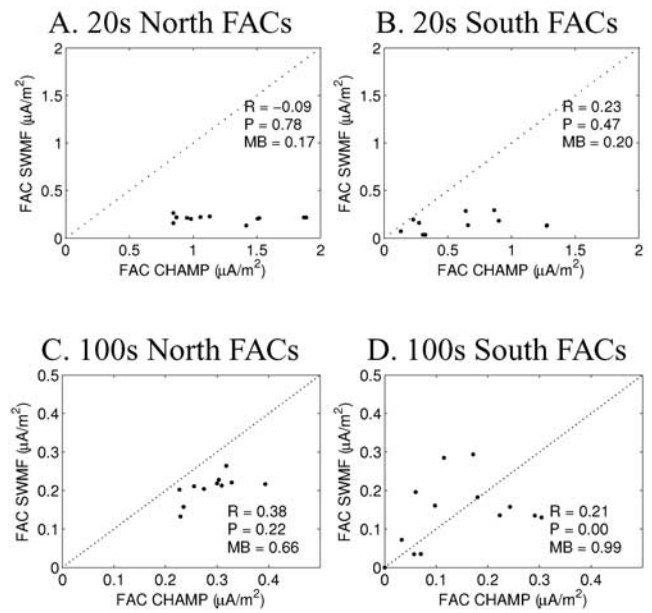 A. 20s North FACs
2
1.5
1
0.5
0
FAC SWMF (μA/m²)
R = −0.09
P = 0.78
MB = 0.17
0 0.5 1 1.5 2
FAC CHAMP (μA/m²)
B. 20s South FACs
2
1.5
1
0.5
0
FAC SWMF (μA/m²)
R = 0.23
P = 0.47
MB = 0.20
0 0.5 1 1.5 2
FAC CHAMP (μA/m²)
C. 100s North FACs
0.5
0.4
0.3
0.2
0.1
0
FAC SWMF (μA/m²)
R = 0.38
P = 0.22
MB = 0.66
0 0.1 0.2 0.3 0.4
FAC CHAMP (μA/m²)
D. 100s South FACs
0.5
0.4
0.3
0.2
0.1
0
FAC SWMF (μA/m²)
R = 0.21
P = 0.00
MB = 0.99
0 0.1 0.2 0.3 0.4
FAC CHAMP (μA/m²)